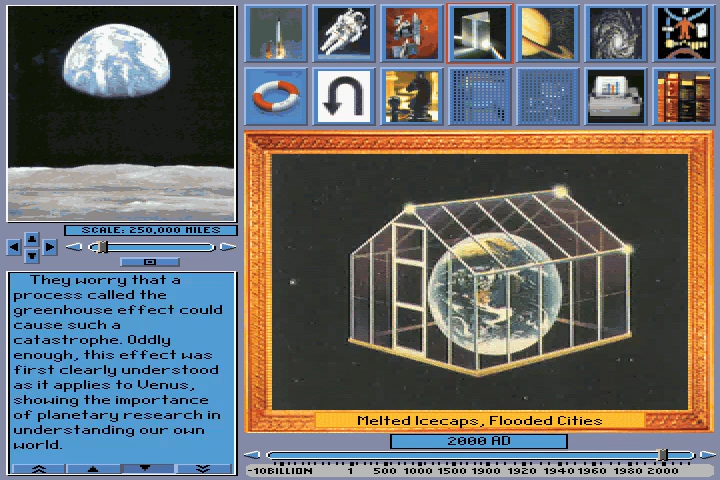 SCALE: 250,000 MILES
They worry that a
process called the
greenhouse effect could
cause such a
catastrophe. Oddly
enough, this effect was
first clearly understood
as it applies to Venus,
showing the importance
of planetary research in
understanding our own
world.
Melted Icecaps, Flooded Cities
2000 AD
-10BILLION 1 500 1000 1500 1900 1920 1940 1960 1980 2000